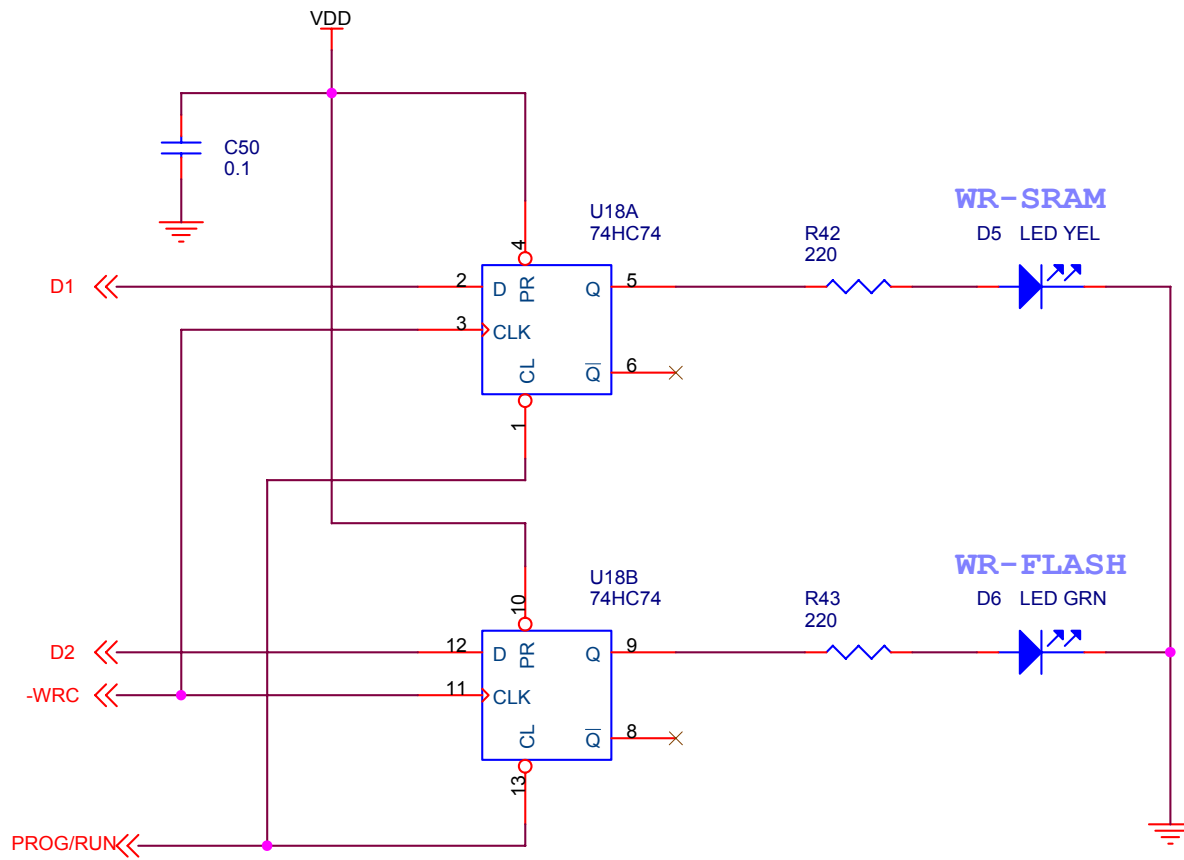 VDD
C50
0.1
U18A
74HC74
WR-SRAM
R42
220
D5 LED YEL
4
D1
2
D
PR
Q
5
3
CLK
CL
Q
6
1
U18B
74HC74
WR-FLASH
R43
220
D6 LED GRN
10
D2
12
D
PR
Q
9
-WRC
11
CLK
CL
Q
8
13
PROG/RUN